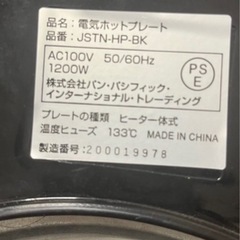 品名：電気ホットプレート
品番：JSTN-HP-BK
AC100V 50/60Hz
1200W
PS
E
株式会社パン・パシフィック・
インターナショナル・トレーディング
プレートの種類 ヒーター体式
温度ヒューズ 133℃ MADE IN CHINA
製造番号：200019978